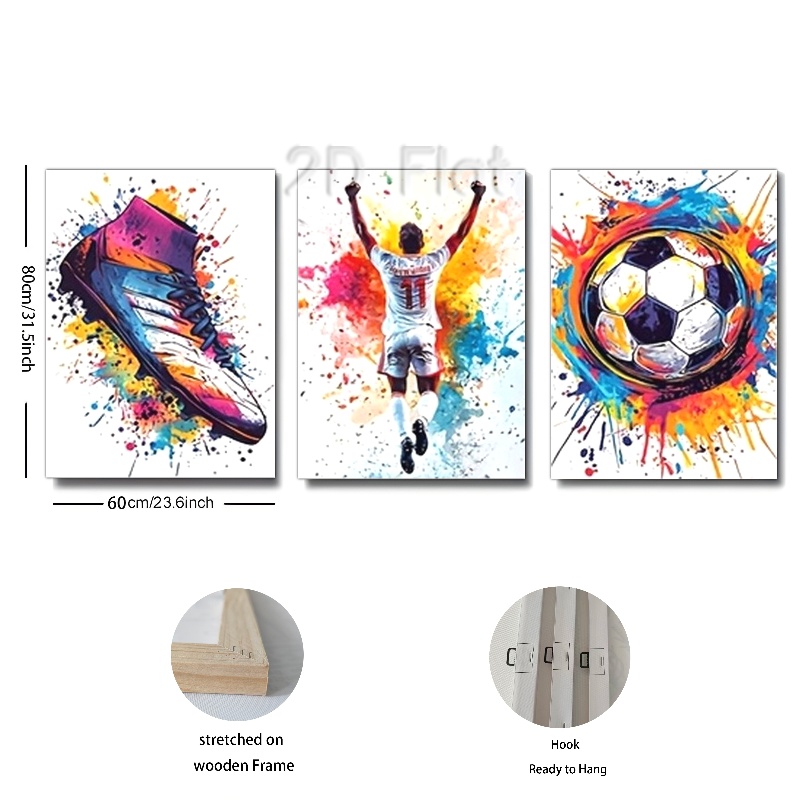 2D Flat
80cm/31.5inch
11
60cm/23.6inch
stretched on
wooden Frame
Hook
Ready to Hang